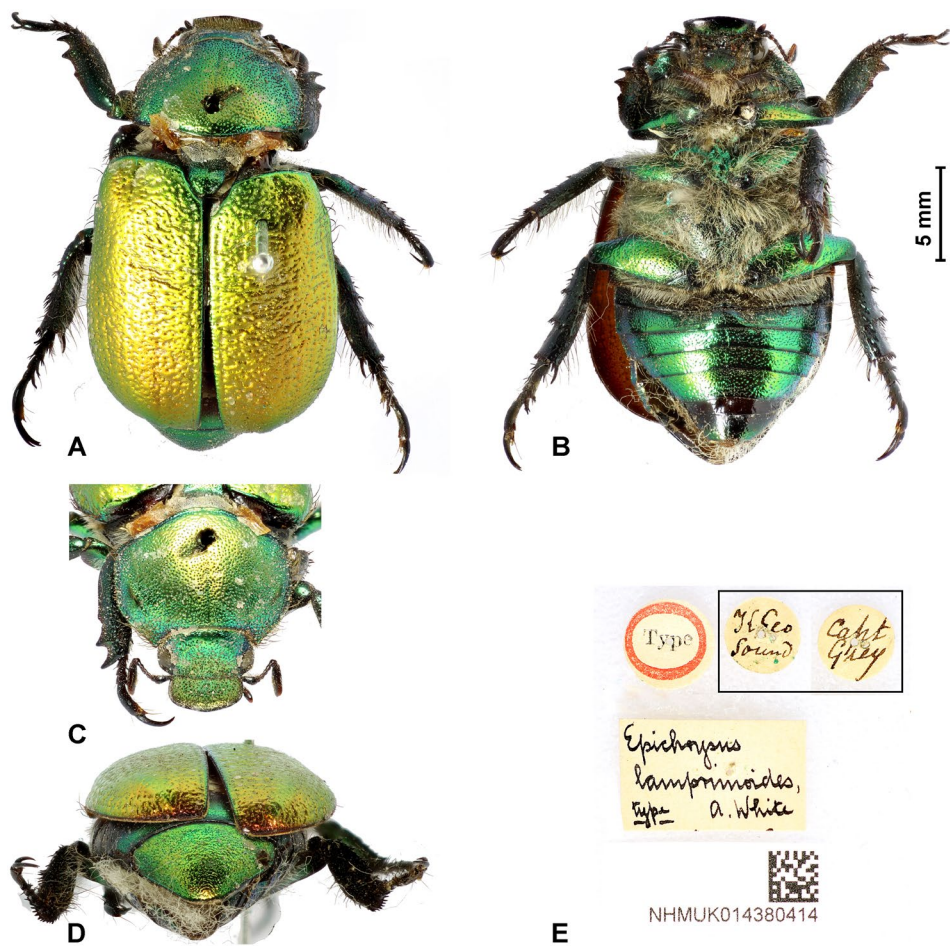 A
B
5 mm
C
D
E
Type
K Geo
Sound
Capt
Grey
Epichrysus
lamprimoides,
type A. White
NHMUK014380414